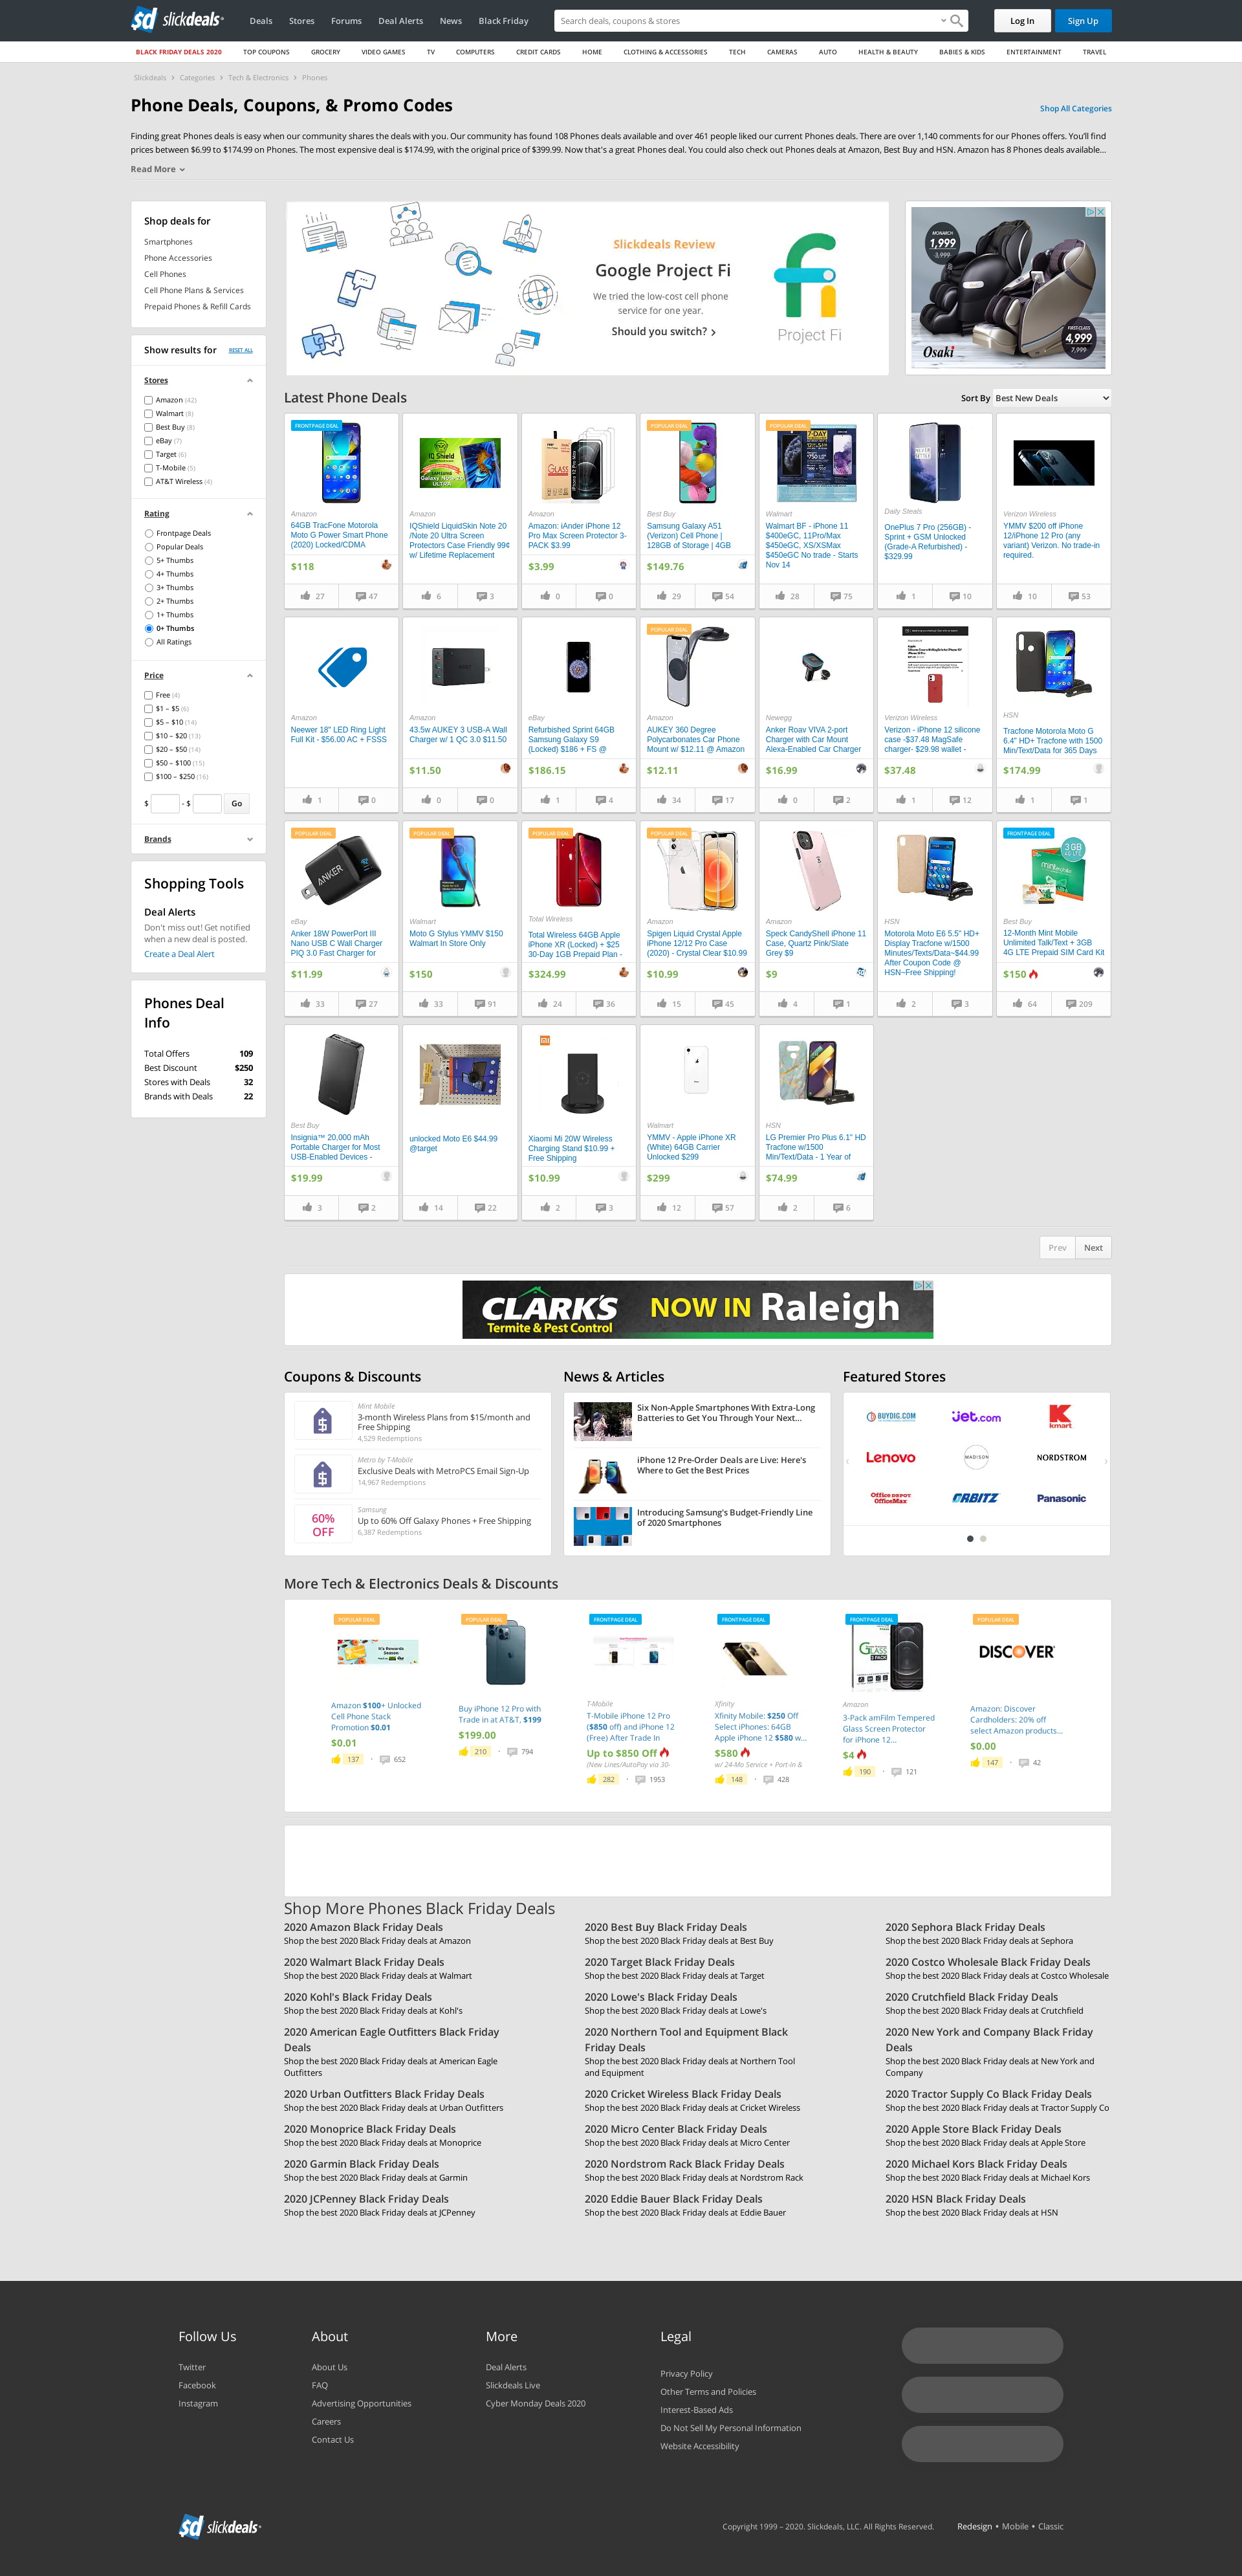 sd slickdeals
Deals Stores Forums Deal Alerts News Black Friday
Search deals, coupons & stores
Log In Sign Up
BLACK FRIDAY DEALS 2020 TOP COUPONS GROCERY VIDEO GAMES TV COMPUTERS CREDIT CARDS HOME CLOTHING & ACCESSORIES TECH CAMERAS AUTO HEALTH & BEAUTY BABIES & KIDS ENTERTAINMENT TRAVEL
Slickdeals › Categories › Tech & Electronics › Phones
Phone Deals, Coupons, & Promo Codes
Shop All Categories
Finding great Phones deals is easy when our community shares the deals with you. Our community has found 108 Phones deals available and over 461 people liked our current Phones deals. There are over 1,140 comments for our Phones offers. You'll find
prices between $6.99 to $174.99 on Phones. The most expensive deal is $174.99, with the original price of $399.99. Now that's a great Phones deal. You could also check out Phones deals at Amazon, Best Buy and HSN. Amazon has 8 Phones deals available...
Read More
Shop deals for
Smartphones
Phone Accessories
Cell Phones
Cell Phone Plans & Services
Prepaid Phones & Refill Cards
Show results for RESET ALL
Stores
Amazon (42)
Walmart (8)
Best Buy (8)
eBay (7)
Target (6)
T-Mobile (5)
AT&T Wireless (4)
Rating
Frontpage Deals
Popular Deals
5+ Thumbs
4+ Thumbs
3+ Thumbs
2+ Thumbs
1+ Thumbs
0+ Thumbs
All Ratings
Price
Free (4)
$1 – $5 (6)
$5 – $10 (14)
$10 – $20 (13)
$20 – $50 (14)
$50 – $100 (15)
$100 – $250 (16)
$ - $ Go
Brands
Shopping Tools
Deal Alerts
Don't miss out! Get notified
when a new deal is posted.
Create a Deal Alert
Phones Deal
Info
Total Offers 109
Best Discount $250
Stores with Deals 32
Brands with Deals 22
Slickdeals Review
Google Project Fi
We tried the low-cost cell phone
service for one year.
Should you switch? ›
Project Fi
MONARCH
1,999
3,999
FIRST-CLASS
4,999
7,999
Osaki
Latest Phone Deals
Sort By Best New Deals
FRONTPAGE DEAL
Amazon
64GB TracFone Motorola
Moto G Power Smart Phone
(2020) Locked/CDMA
$118
27 47
Amazon
IQShield LiquidSkin Note 20
/Note 20 Ultra Screen
Protectors Case Friendly 99¢
w/ Lifetime Replacement
6 3
Amazon
Amazon: iAnder iPhone 12
Pro Max Screen Protector 3-
PACK $3.99
$3.99
0 0
POPULAR DEAL
Best Buy
Samsung Galaxy A51
(Verizon) Cell Phone |
128GB of Storage | 4GB
$149.76
29 54
POPULAR DEAL
Walmart
Walmart BF - iPhone 11
$400eGC, 11Pro/Max
$450eGC, XS/XSMax
$450eGC No trade - Starts
Nov 14
28 75
Daily Steals
OnePlus 7 Pro (256GB) -
Sprint + GSM Unlocked
(Grade-A Refurbished) -
$329.99
1 10
Verizon Wireless
YMMV $200 off iPhone
12/iPhone 12 Pro (any
variant) Verizon. No trade-in
required.
10 53
Amazon
Neewer 18" LED Ring Light
Full Kit - $56.00 AC + FSSS
1 0
Amazon
43.5w AUKEY 3 USB-A Wall
Charger w/ 1 QC 3.0 $11.50
$11.50
0 0
eBay
Refurbished Sprint 64GB
Samsung Galaxy S9
(Locked) $186 + FS @
$186.15
1 4
POPULAR DEAL
Amazon
AUKEY 360 Degree
Polycarbonates Car Phone
Mount w/ $12.11 @ Amazon
$12.11
34 17
Newegg
Anker Roav VIVA 2-port
Charger with Car Mount
Alexa-Enabled Car Charger
$16.99
0 2
Verizon Wireless
Verizon - iPhone 12 silicone
case -$37.48 MagSafe
charger- $29.98 wallet -
$37.48
1 12
HSN
Tracfone Motorola Moto G
6.4" HD+ Tracfone with 1500
Min/Text/Data for 365 Days
$174.99
1 1
POPULAR DEAL
eBay
Anker 18W PowerPort III
Nano USB C Wall Charger
PIQ 3.0 Fast Charger for
$11.99
33 27
POPULAR DEAL
Walmart
Moto G Stylus YMMV $150
Walmart In Store Only
$150
33 91
POPULAR DEAL
Total Wireless
Total Wireless 64GB Apple
iPhone XR (Locked) + $25
30-Day 1GB Prepaid Plan -
$324.99
24 36
POPULAR DEAL
Amazon
Spigen Liquid Crystal Apple
iPhone 12/12 Pro Case
(2020) - Crystal Clear $10.99
$10.99
15 45
Amazon
Speck CandyShell iPhone 11
Case, Quartz Pink/Slate
Grey $9
$9
4 1
HSN
Motorola Moto E6 5.5" HD+
Display Tracfone w/1500
Minutes/Texts/Data~$44.99
After Coupon Code @
HSN~Free Shipping!
2 3
FRONTPAGE DEAL
Best Buy
12-Month Mint Mobile
Unlimited Talk/Text + 3GB
4G LTE Prepaid SIM Card Kit
$150
64 209
Best Buy
Insignia™ 20,000 mAh
Portable Charger for Most
USB-Enabled Devices -
$19.99
3 2
unlocked Moto E6 $44.99
@target
14 22
Xiaomi Mi 20W Wireless
Charging Stand $10.99 +
Free Shipping
$10.99
2 3
Walmart
YMMV - Apple iPhone XR
(White) 64GB Carrier
Unlocked $299
$299
12 57
HSN
LG Premier Pro Plus 6.1" HD
Tracfone w/1500
Min/Text/Data - 1 Year of
$74.99
2 6
Prev Next
CLARK'S
Termite & Pest Control
NOW IN Raleigh
Coupons & Discounts
Mint Mobile
3-month Wireless Plans from $15/month and
Free Shipping
4,529 Redemptions
Metro by T-Mobile
Exclusive Deals with MetroPCS Email Sign-Up
14,967 Redemptions
60%
OFF
Samsung
Up to 60% Off Galaxy Phones + Free Shipping
6,387 Redemptions
News & Articles
Six Non-Apple Smartphones With Extra-Long
Batteries to Get You Through Your Next...
iPhone 12 Pre-Order Deals are Live: Here's
Where to Get the Best Prices
Introducing Samsung's Budget-Friendly Line
of 2020 Smartphones
Featured Stores
BUYDIG.COM Jet.com Kmart
Lenovo MADISON NORDSTROM
Office DEPOT
OfficeMax
ORBITZ Panasonic
More Tech & Electronics Deals & Discounts
POPULAR DEAL
Amazon $100+ Unlocked
Cell Phone Stack
Promotion $0.01
$0.01
137 · 652
POPULAR DEAL
Buy iPhone 12 Pro with
Trade in at AT&T, $199
$199.00
210 · 794
FRONTPAGE DEAL
T-Mobile
T-Mobile iPhone 12 Pro
($850 off) and iPhone 12
(Free) After Trade In
Up to $850 Off
(New Lines/AutoPay via 30-
282 · 1953
FRONTPAGE DEAL
Xfinity
Xfinity Mobile: $250 Off
Select iPhones: 64GB
Apple iPhone 12 $580 w...
$580
w/ 24-Mo Service + Port-In &
148 · 428
FRONTPAGE DEAL
Amazon
3-Pack amFilm Tempered
Glass Screen Protector
for iPhone 12...
$4
190 · 121
POPULAR DEAL
DISCOVER
Amazon: Discover
Cardholders: 20% off
select Amazon products...
$0.00
147 · 42
Shop More Phones Black Friday Deals
2020 Amazon Black Friday Deals
Shop the best 2020 Black Friday deals at Amazon
2020 Best Buy Black Friday Deals
Shop the best 2020 Black Friday deals at Best Buy
2020 Sephora Black Friday Deals
Shop the best 2020 Black Friday deals at Sephora
2020 Walmart Black Friday Deals
Shop the best 2020 Black Friday deals at Walmart
2020 Target Black Friday Deals
Shop the best 2020 Black Friday deals at Target
2020 Costco Wholesale Black Friday Deals
Shop the best 2020 Black Friday deals at Costco Wholesale
2020 Kohl's Black Friday Deals
Shop the best 2020 Black Friday deals at Kohl's
2020 Lowe's Black Friday Deals
Shop the best 2020 Black Friday deals at Lowe's
2020 Crutchfield Black Friday Deals
Shop the best 2020 Black Friday deals at Crutchfield
2020 American Eagle Outfitters Black Friday
Deals
Shop the best 2020 Black Friday deals at American Eagle
Outfitters
2020 Northern Tool and Equipment Black
Friday Deals
Shop the best 2020 Black Friday deals at Northern Tool
and Equipment
2020 New York and Company Black Friday
Deals
Shop the best 2020 Black Friday deals at New York and
Company
2020 Urban Outfitters Black Friday Deals
Shop the best 2020 Black Friday deals at Urban Outfitters
2020 Cricket Wireless Black Friday Deals
Shop the best 2020 Black Friday deals at Cricket Wireless
2020 Tractor Supply Co Black Friday Deals
Shop the best 2020 Black Friday deals at Tractor Supply Co
2020 Monoprice Black Friday Deals
Shop the best 2020 Black Friday deals at Monoprice
2020 Micro Center Black Friday Deals
Shop the best 2020 Black Friday deals at Micro Center
2020 Apple Store Black Friday Deals
Shop the best 2020 Black Friday deals at Apple Store
2020 Garmin Black Friday Deals
Shop the best 2020 Black Friday deals at Garmin
2020 Nordstrom Rack Black Friday Deals
Shop the best 2020 Black Friday deals at Nordstrom Rack
2020 Michael Kors Black Friday Deals
Shop the best 2020 Black Friday deals at Michael Kors
2020 JCPenney Black Friday Deals
Shop the best 2020 Black Friday deals at JCPenney
2020 Eddie Bauer Black Friday Deals
Shop the best 2020 Black Friday deals at Eddie Bauer
2020 HSN Black Friday Deals
Shop the best 2020 Black Friday deals at HSN
Follow Us
Twitter
Facebook
Instagram
About
About Us
FAQ
Advertising Opportunities
Careers
Contact Us
More
Deal Alerts
Slickdeals Live
Cyber Monday Deals 2020
Legal
Privacy Policy
Other Terms and Policies
Interest-Based Ads
Do Not Sell My Personal Information
Website Accessibility
sd slickdeals
Copyright 1999 – 2020. Slickdeals, LLC. All Rights Reserved.
Redesign • Mobile • Classic